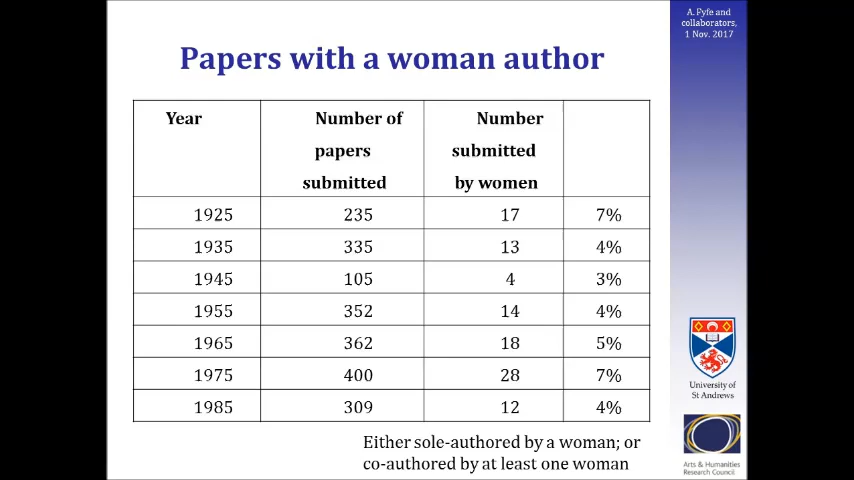 A. Fyfe and
collaborators,
1 Nov. 2017
Papers with a woman author
Year
Number of
papers
submitted
Number
submitted
by women
1925 235 17 7%
1935 335 13 4%
1945 105 4 3%
1955 352 14 4%
1965 362 18 5%
1975 400 28 7%
1985 309 12 4%
Either sole-authored by a woman; or
co-authored by at least one woman
University of
St Andrews
Arts & Humanities
Research Council